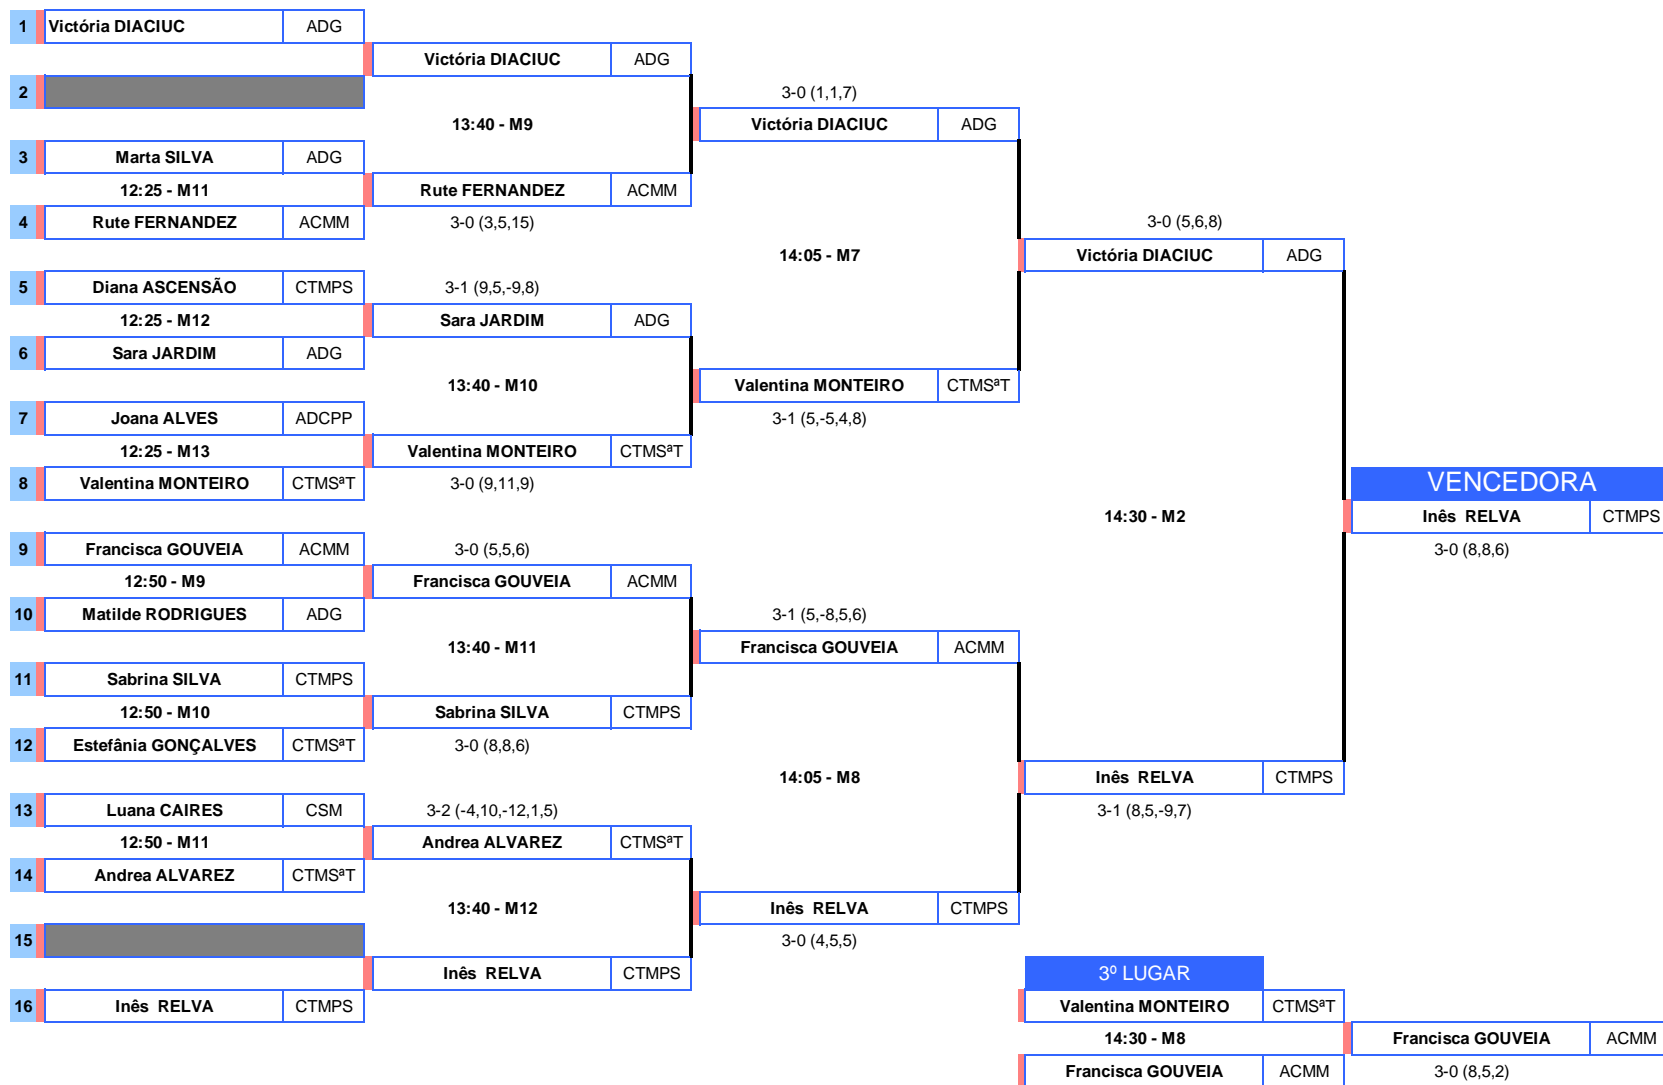 1 Victória DIACIUC ADG
Victória DIACIUC ADG
2
3-0 (1,1,7)
13:40 - M9
Victória DIACIUC ADG
3 Marta SILVA ADG
12:25 - M11
Rute FERNANDEZ ACMM
4 Rute FERNANDEZ ACMM
3-0 (3,5,15)
3-0 (5,6,8)
14:05 - M7
Victória DIACIUC ADG
5 Diana ASCENSÃO CTMPS
3-1 (9,5,-9,8)
12:25 - M12
Sara JARDIM ADG
6 Sara JARDIM ADG
13:40 - M10
Valentina MONTEIRO CTMSªT
7 Joana ALVES ADCPP
3-1 (5,-5,4,8)
12:25 - M13
Valentina MONTEIRO CTMSªT
8 Valentina MONTEIRO CTMSªT
3-0 (9,11,9)
VENCEDORA
14:30 - M2
Inês RELVA CTMPS
9 Francisca GOUVEIA ACMM
3-0 (5,5,6)
3-0 (8,8,6)
12:50 - M9
Francisca GOUVEIA ACMM
10 Matilde RODRIGUES ADG
3-1 (5,-8,5,6)
13:40 - M11
Francisca GOUVEIA ACMM
11 Sabrina SILVA CTMPS
12:50 - M10
Sabrina SILVA CTMPS
12 Estefânia GONÇALVES CTMSªT
3-0 (8,8,6)
14:05 - M8
Inês RELVA CTMPS
13 Luana CAIRES CSM
3-2 (-4,10,-12,1,5)
3-1 (8,5,-9,7)
12:50 - M11
Andrea ALVAREZ CTMSªT
14 Andrea ALVAREZ CTMSªT
13:40 - M12
Inês RELVA CTMPS
15
3-0 (4,5,5)
Inês RELVA CTMPS
3º LUGAR
16 Inês RELVA CTMPS
Valentina MONTEIRO CTMSªT
14:30 - M8
Francisca GOUVEIA ACMM
Francisca GOUVEIA ACMM
3-0 (8,5,2)